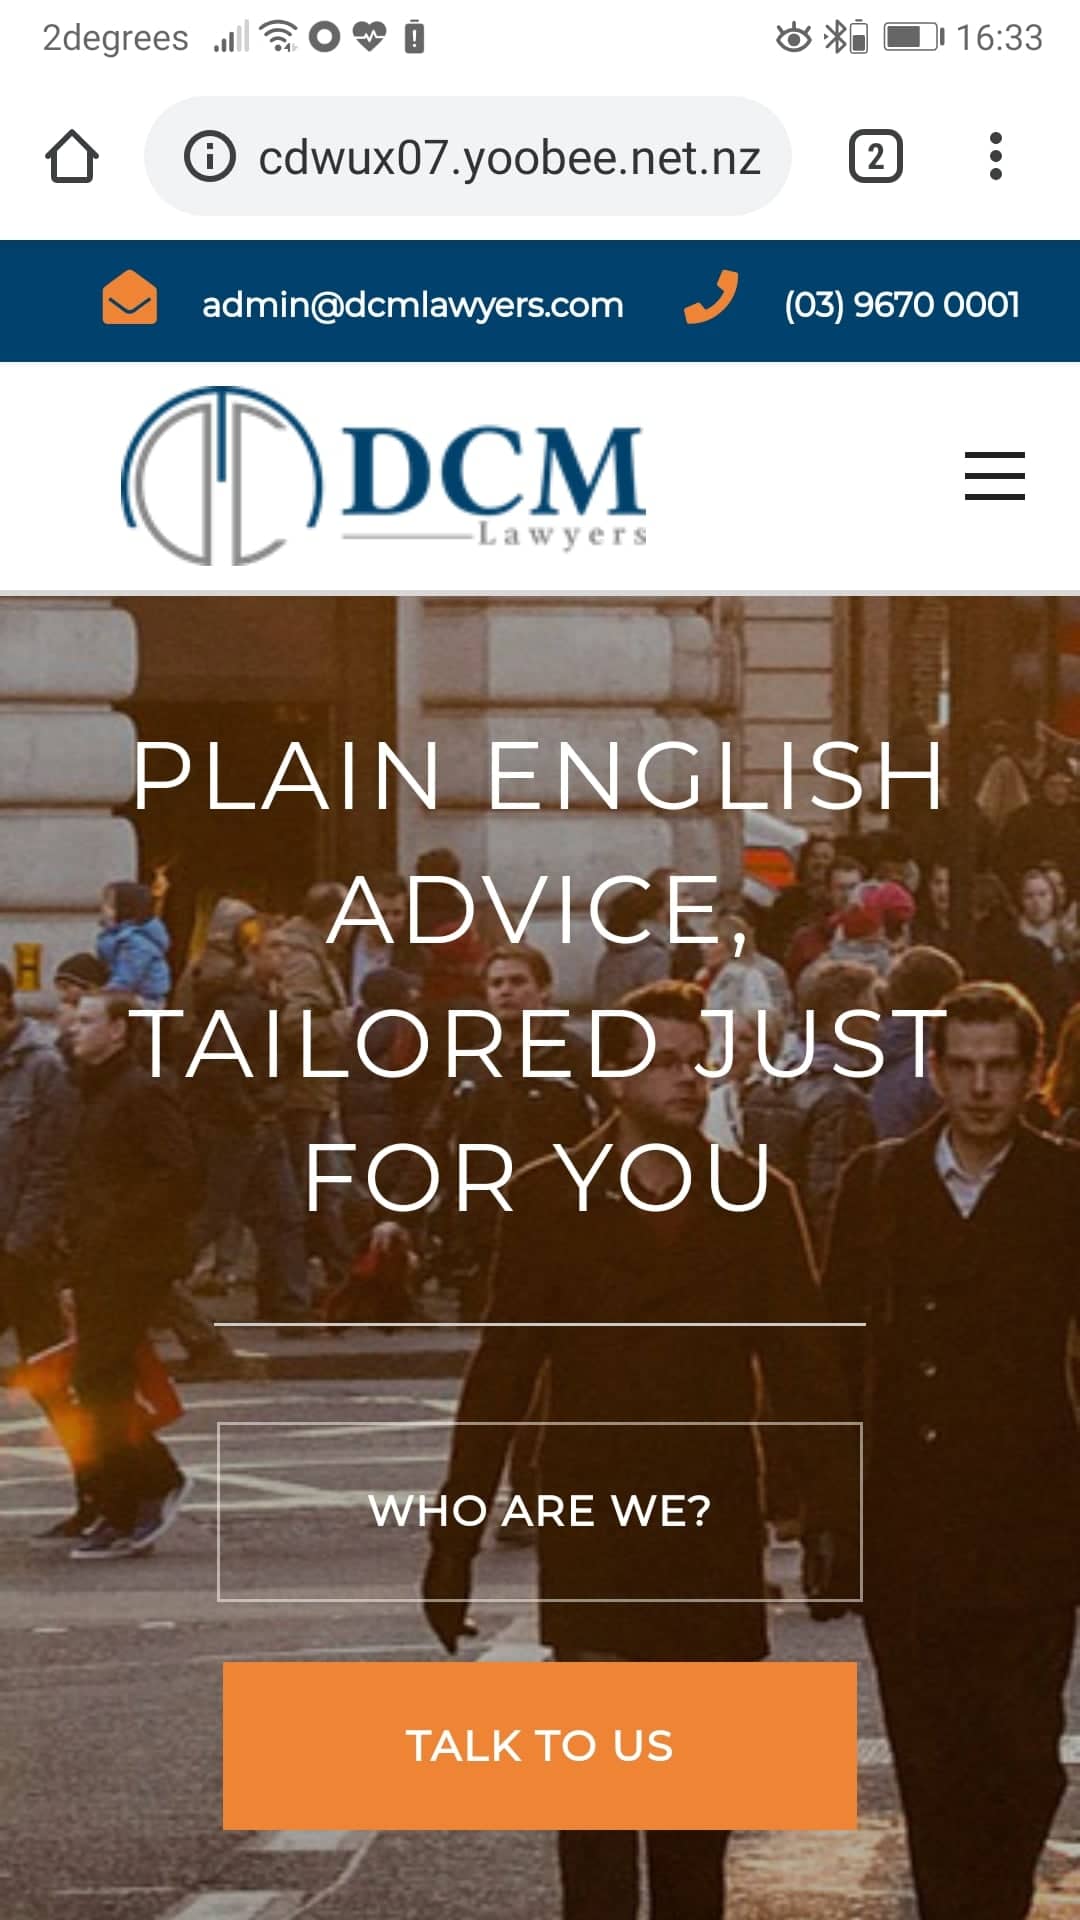 2degrees 16:33
cdwux07.yoobee.net.nz 2
admin@dcmlawyers.com (03) 9670 0001
DCM
Lawyers
PLAIN ENGLISH
ADVICE,
TAILORED JUST
FOR YOU
H
WHO ARE WE?
TALK TO US